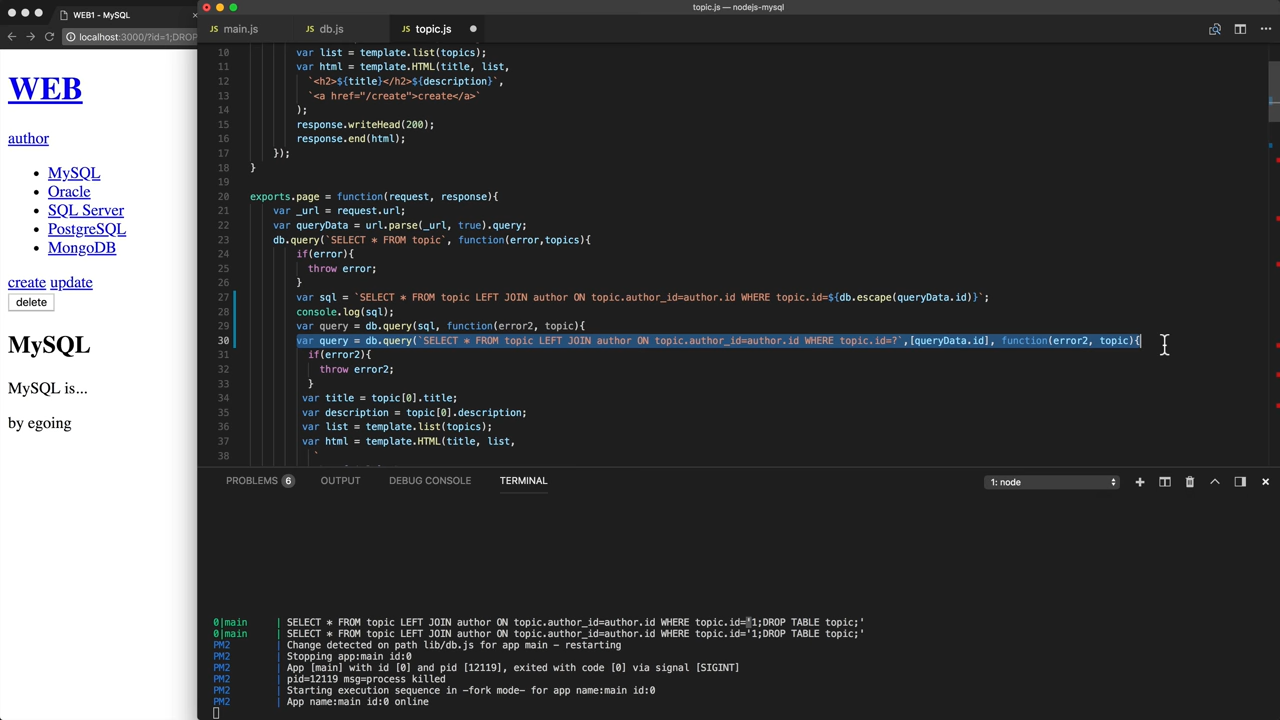 WEB1 - MySQL
localhost:3000/?id=1;DROP
WEB
author
MySQL
Oracle
SQL Server
PostgreSQL
MongoDB
create update
delete
MySQL
MySQL is...
by egoing
topic.js — nodejs-mysql
JS main.js JS db.js JS topic.js
10 var list = template.list(topics);
11 var html = template.HTML(title, list,
12 `<h2>${title}</h2>${description}`,
13 `<a href="/create">create</a>`
14 );
15 response.writeHead(200);
16 response.end(html);
17 });
18 }
19
20 exports.page = function(request, response){
21 var _url = request.url;
22 var queryData = url.parse(_url, true).query;
23 db.query(`SELECT * FROM topic`, function(error,topics){
24 if(error){
25 throw error;
26 }
27 var sql = `SELECT * FROM topic LEFT JOIN author ON topic.author_id=author.id WHERE topic.id=${db.escape(queryData.id)}`;
28 console.log(sql);
29 var query = db.query(sql, function(error2, topic){
30 var query = db.query(`SELECT * FROM topic LEFT JOIN author ON topic.author_id=author.id WHERE topic.id=?`,[queryData.id], function(error2, topic){
31 if(error2){
32 throw error2;
33 }
34 var title = topic[0].title;
35 var description = topic[0].description;
36 var list = template.list(topics);
37 var html = template.HTML(title, list,
38 `
PROBLEMS 6 OUTPUT DEBUG CONSOLE TERMINAL 1: node
0|main | SELECT * FROM topic LEFT JOIN author ON topic.author_id=author.id WHERE topic.id='1;DROP TABLE topic;'
0|main | SELECT * FROM topic LEFT JOIN author ON topic.author_id=author.id WHERE topic.id='1;DROP TABLE topic;'
PM2 | Change detected on path lib/db.js for app main - restarting
PM2 | Stopping app:main id:0
PM2 | App [main] with id [0] and pid [12119], exited with code [0] via signal [SIGINT]
PM2 | pid=12119 msg=process killed
PM2 | Starting execution sequence in -fork mode- for app name:main id:0
PM2 | App name:main id:0 online